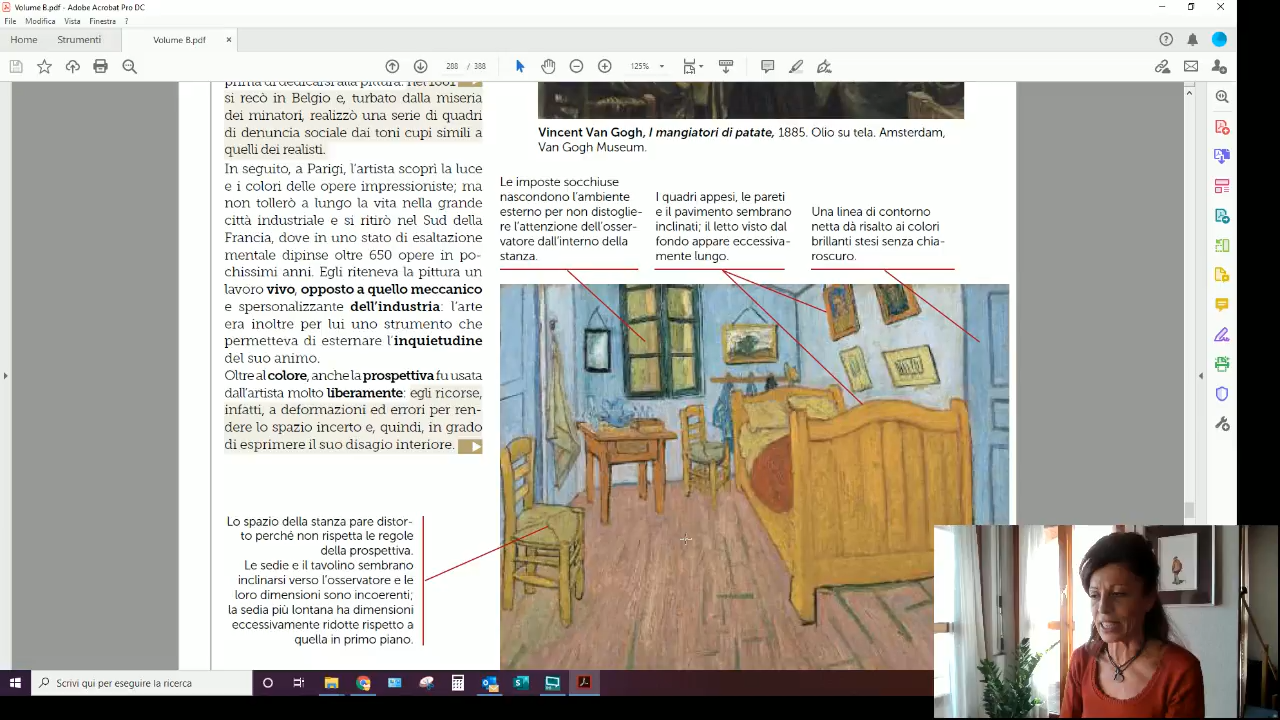 Volume B.pdf - Adobe Acrobat Pro DC
File Modifica Vista Finestra ?
Home Strumenti Volume B.pdf ×
288 / 388 125%
prima di dedicarsi alla pittura. Nel 1881
si recò in Belgio e, turbato dalla miseria
dei minatori, realizzò una serie di quadri
di denuncia sociale dai toni cupi simili a
quelli dei realisti.
In seguito, a Parigi, l'artista scoprì la luce
e i colori delle opere impressioniste; ma
non tollerò a lungo la vita nella grande
città industriale e si ritirò nel Sud della
Francia, dove in uno stato di esaltazione
mentale dipinse oltre 650 opere in po-
chissimi anni. Egli riteneva la pittura un
lavoro vivo, opposto a quello meccanico
e spersonalizzante dell'industria: l'arte
era inoltre per lui uno strumento che
permetteva di esternare l'inquietudine
del suo animo.
Oltre al colore, anche la prospettiva fu usata
dall'artista molto liberamente: egli ricorse,
infatti, a deformazioni ed errori per ren-
dere lo spazio incerto e, quindi, in grado
di esprimere il suo disagio interiore.
Vincent Van Gogh, I mangiatori di patate, 1885. Olio su tela. Amsterdam,
Van Gogh Museum.
Le imposte socchiuse
nascondono l'ambiente
esterno per non distoglie-
re l'attenzione dell'osser-
vatore dall'interno della
stanza.
I quadri appesi, le pareti
e il pavimento sembrano
inclinati; il letto visto dal
fondo appare eccessiva-
mente lungo.
Una linea di contorno
netta dà risalto ai colori
brillanti stesi senza chia-
roscuro.
Lo spazio della stanza pare distor-
to perché non rispetta le regole
della prospettiva.
Le sedie e il tavolino sembrano
inclinarsi verso l'osservatore e le
loro dimensioni sono incoerenti;
la sedia più lontana ha dimensioni
eccessivamente ridotte rispetto a
quella in primo piano.
Scrivi qui per eseguire la ricerca